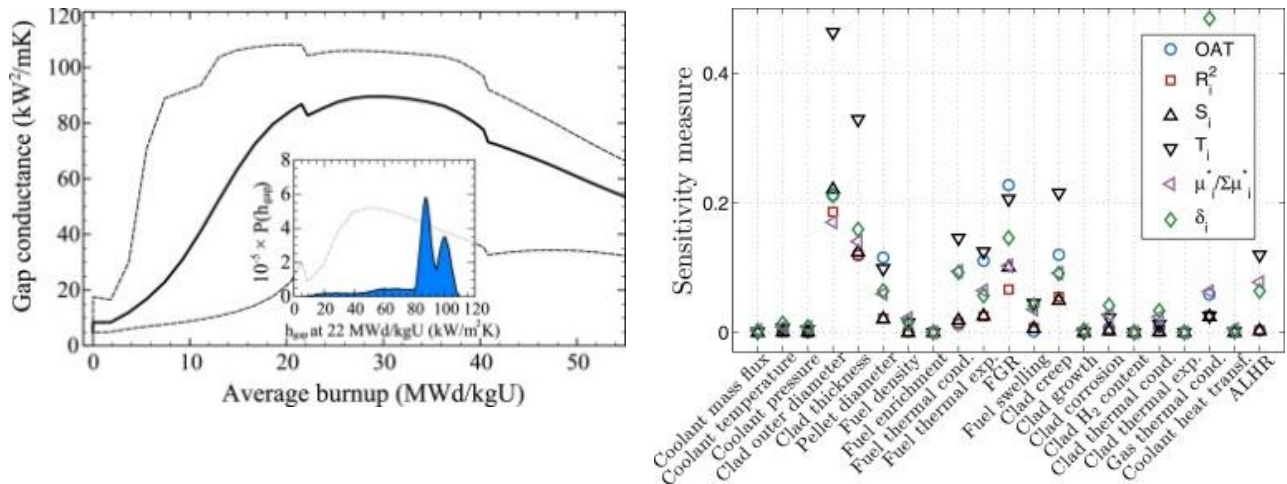 120
100
80
60
40
20
0
Gap conductance (kW²/mK)
0 10 20 30 40 50
Average burnup (MWd/kgU)
8
6
4
2
0
10⁻⁵ × P(h_gap)
0 20 40 60 80 100 120
h_gap at 22 MWd/kgU (kW/m²K)
0.4
0.2
0
Sensitivity measure
OAT
R_i²
S_i
T_i
μ*_i/Σμ*_i
δ_i
Coolant mass flux
Coolant temperature
Coolant pressure
Clad outer diameter
Clad thickness
Pellet diameter
Fuel density
Fuel enrichment
Fuel thermal cond.
Fuel thermal exp.
FGR
Fuel swelling
Clad creep
Clad growth
Clad corrosion
Clad H₂ content
Clad thermal cond.
Clad thermal exp.
Gas thermal cond.
Coolant heat transf.
ALHR